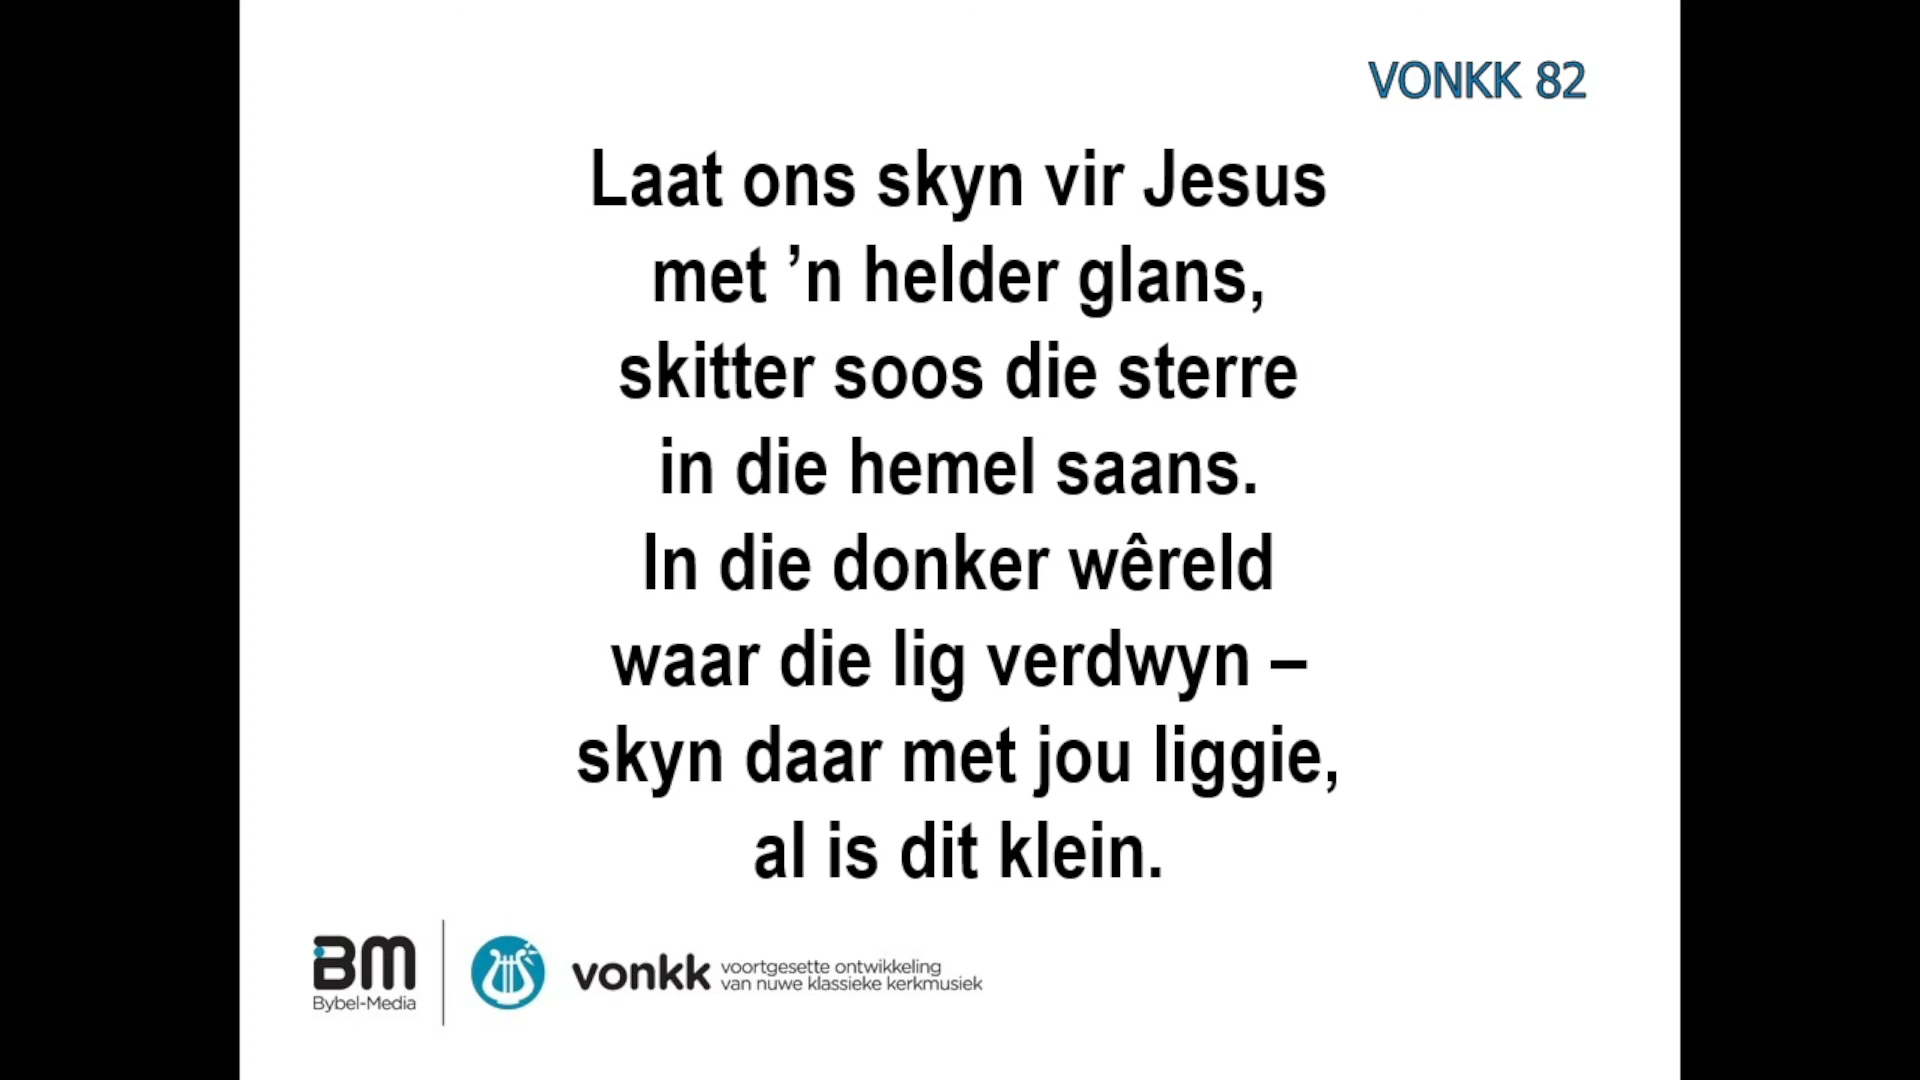 VONKK 82
Laat ons skyn vir Jesus
met ’n helder glans,
skitter soos die sterre
in die hemel saans.
In die donker wêreld
waar die lig verdwyn –
skyn daar met jou liggie,
al is dit klein.
BM
Bybel-Media
vonkk
voortgesette ontwikkeling
van nuwe klassieke kerkmusiek